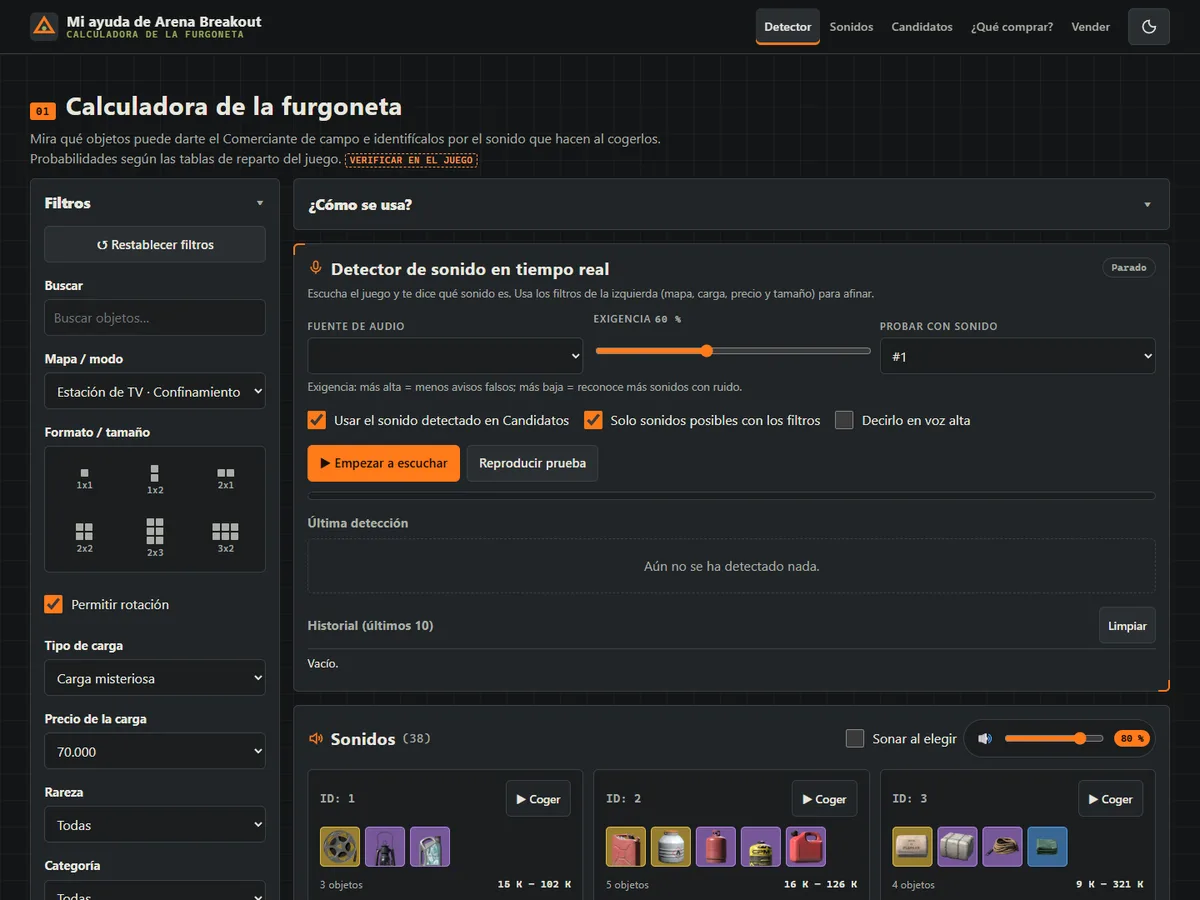 Mi ayuda de Arena Breakout
CALCULADORA DE LA FURGONETA
Detector
Sonidos
Candidatos
¿Qué comprar?
Vender
01
Calculadora de la furgoneta
Mira qué objetos puede darte el Comerciante de campo e identifícalos por el sonido que hacen al cogerlos.
Probabilidades según las tablas de reparto del juego. VERIFICAR EN EL JUEGO
Filtros
↺ Restablecer filtros
Buscar
Buscar objetos...
Mapa / modo
Estación de TV · Confinamiento
Formato / tamaño
1x1
1x2
2x1
2x2
2x3
3x2
Permitir rotación
Tipo de carga
Carga misteriosa
Precio de la carga
70.000
Rareza
Todas
Categoría
Todas
¿Cómo se usa?
Detector de sonido en tiempo real
Parado
Escucha el juego y te dice qué sonido es. Usa los filtros de la izquierda (mapa, carga, precio y tamaño) para afinar.
FUENTE DE AUDIO
EXIGENCIA 60 %
PROBAR CON SONIDO
#1
Exigencia: más alta = menos avisos falsos; más baja = reconoce más sonidos con ruido.
Usar el sonido detectado en Candidatos
Solo sonidos posibles con los filtros
Decirlo en voz alta
▶ Empezar a escuchar
Reproducir prueba
Última detección
Aún no se ha detectado nada.
Historial (últimos 10)
Limpiar
Vacío.
Sonidos (38)
Sonar al elegir
80 %
ID: 1
▶ Coger
3 objetos
15 K – 102 K
ID: 2
▶ Coger
5 objetos
16 K – 126 K
ID: 3
▶ Coger
4 objetos
9 K – 321 K